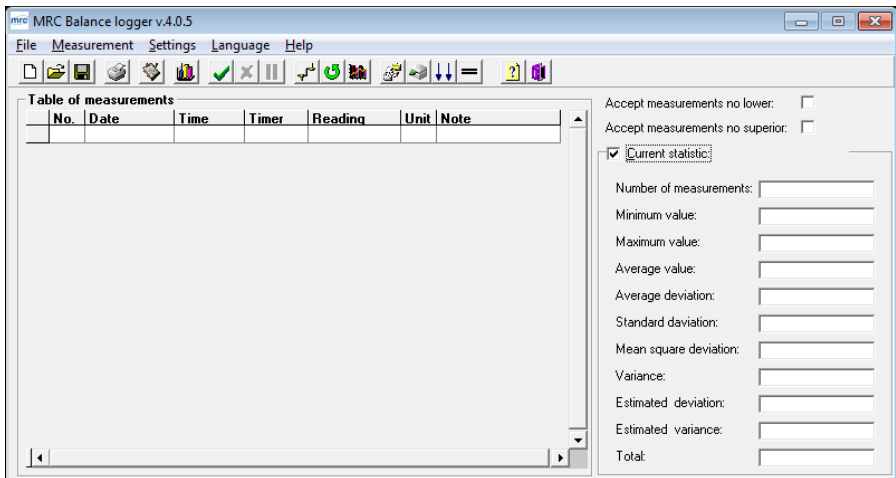 mrc MRC Balance logger v.4.0.5
File Measurement Settings Language Help
Table of measurements
No. Date Time Timer Reading Unit Note
Accept measurements no lower:
Accept measurements no superior:
Current statistic:
Number of measurements:
Minimum value:
Maximum value:
Average value:
Average deviation:
Standard daviation:
Mean square deviation:
Variance:
Estimated deviation:
Estimated variance:
Total: